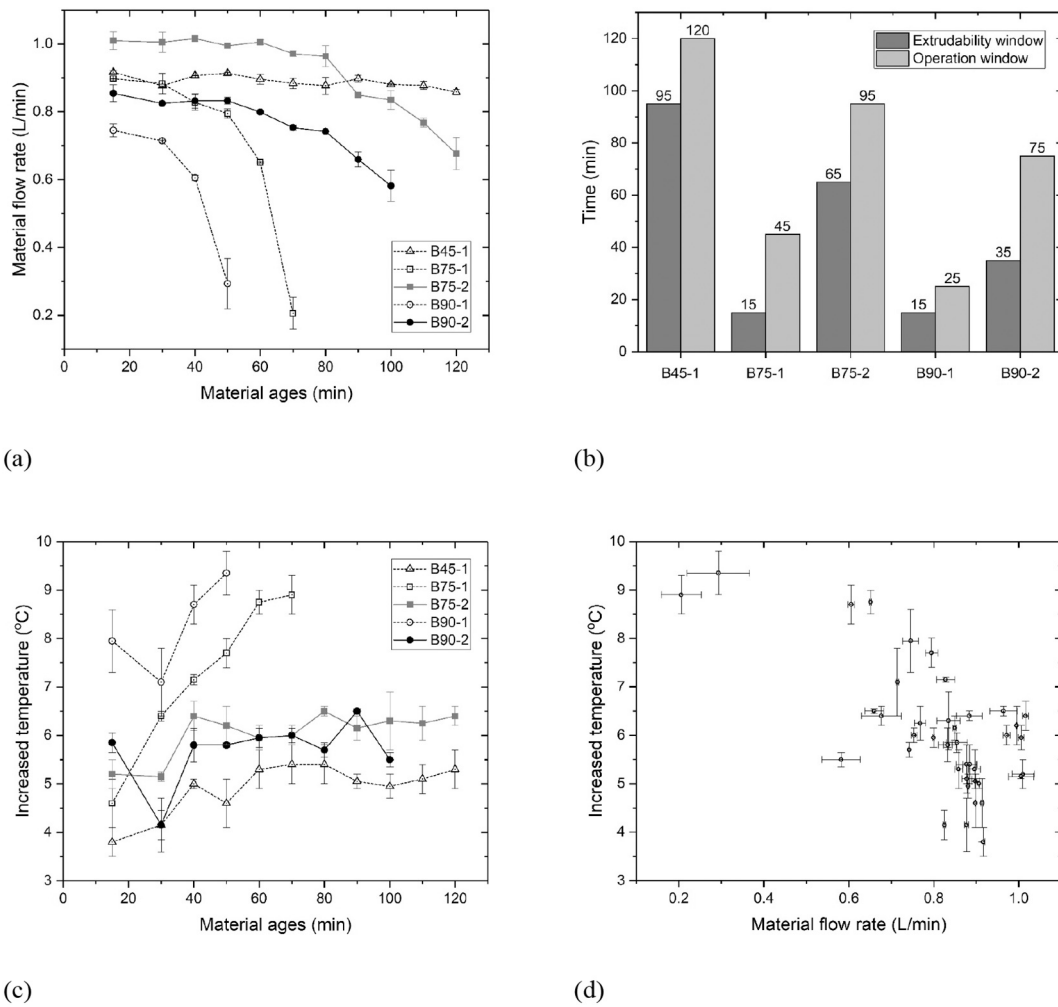 1.0
0.8
0.6
0.4
0.2
Material flow rate (L/min)
B45-1
B75-1
B75-2
B90-1
B90-2
0 20 40 60 80 100 120
Material ages (min)
(a)
120
100
80
60
40
20
0
Time (min)
Extrudability window
Operation window
95 120 15 45 65 95 15 25 35 75
B45-1 B75-1 B75-2 B90-1 B90-2
(b)
10
9
8
7
6
5
4
3
Increased temperature (ºC)
B45-1
B75-1
B75-2
B90-1
B90-2
0 20 40 60 80 100 120
Material ages (min)
(c)
10
9
8
7
6
5
4
3
Increased temperature (ºC)
0.2 0.4 0.6 0.8 1.0
Material flow rate (L/min)
(d)